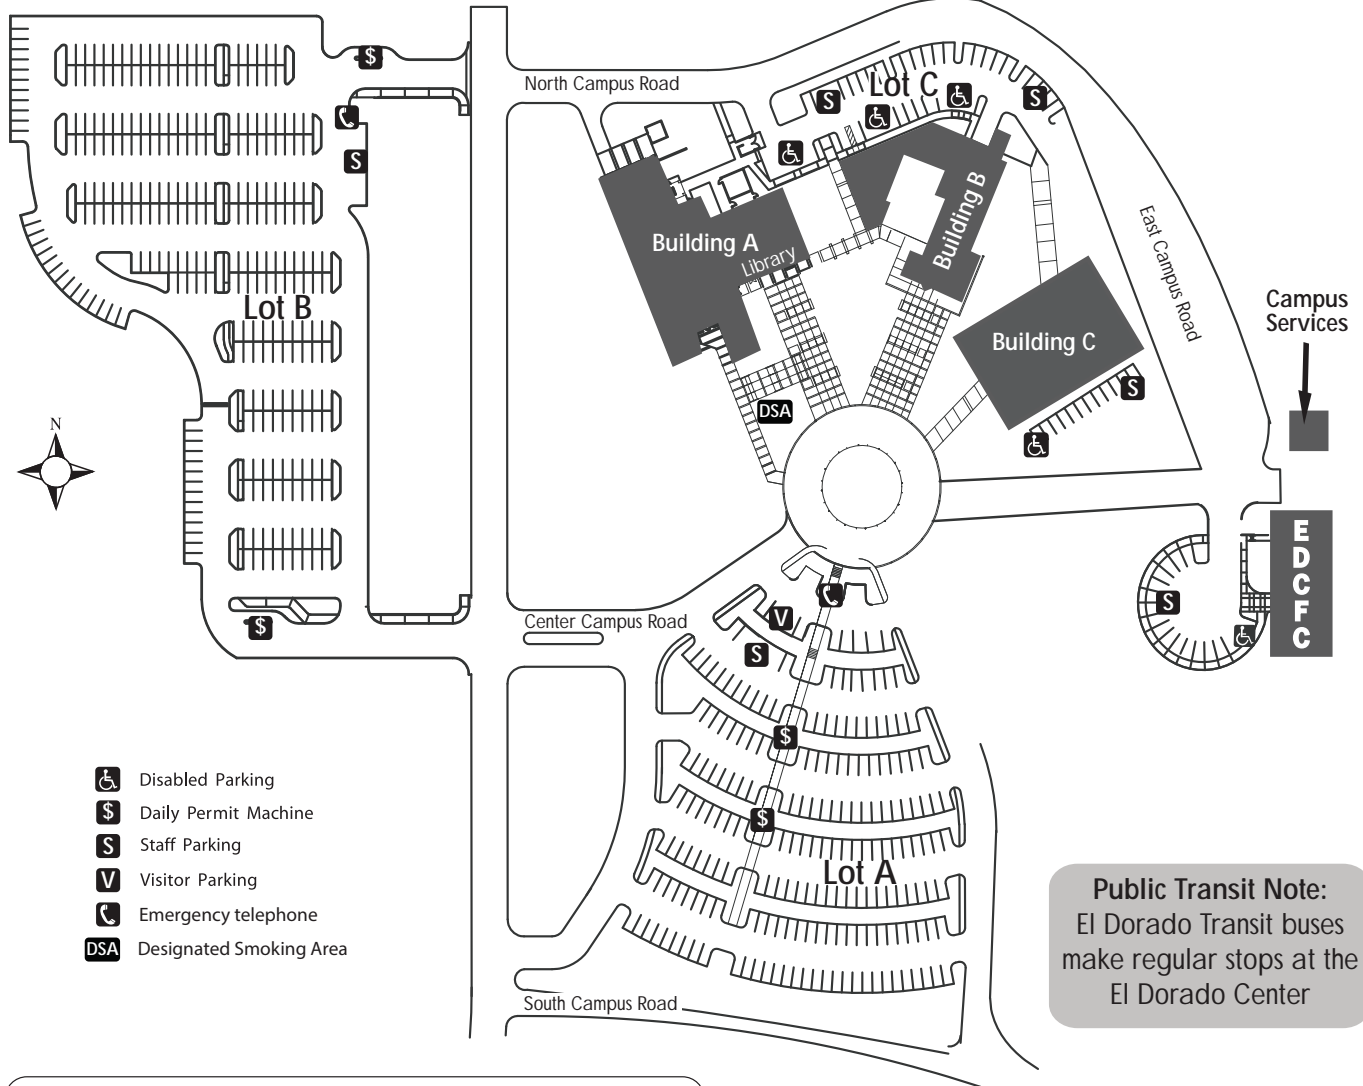 $
North Campus Road
Lot C
S
S
S
Building A
Library
Building B
East Campus Road
Campus
Services
Lot B
Building C
S
DSA
N
E
D
C
F
C
S
$
Center Campus Road
V
S
$
$
Lot A
Disabled Parking
$ Daily Permit Machine
S Staff Parking
V Visitor Parking
Emergency telephone
DSA Designated Smoking Area
Public Transit Note:
El Dorado Transit buses
make regular stops at the
El Dorado Center
South Campus Road